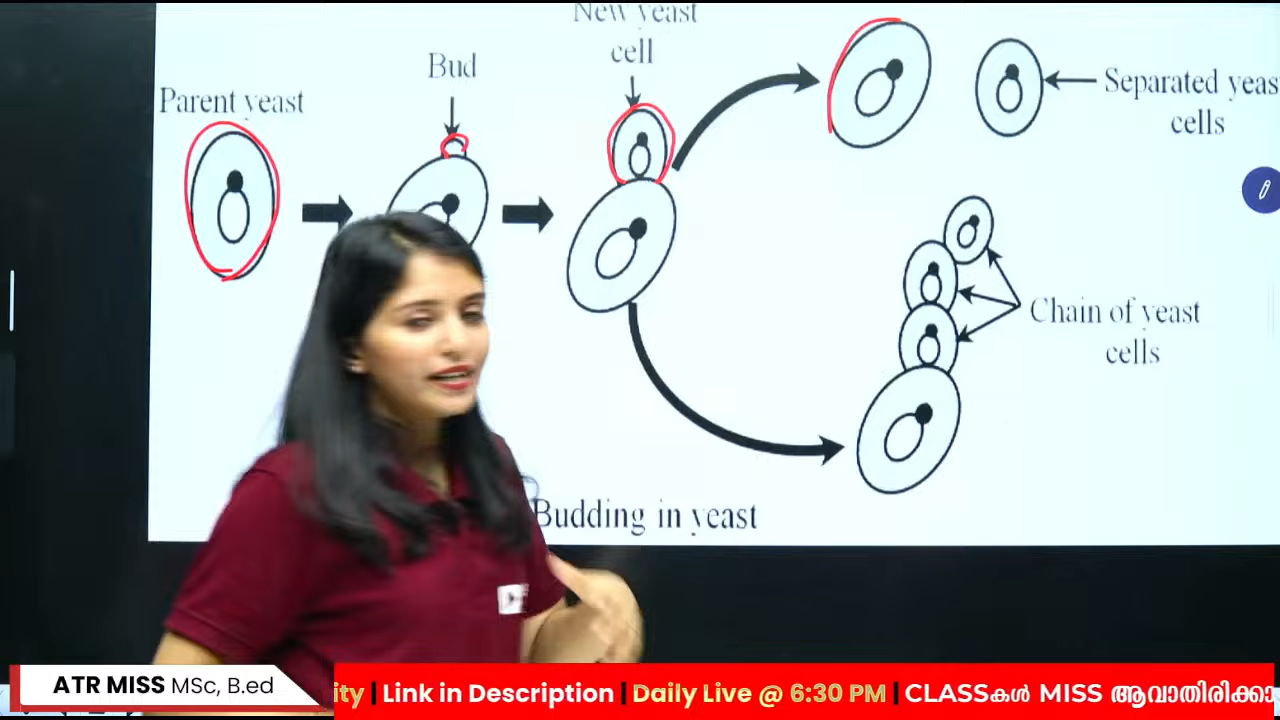 New yeast
cell
Bud
Parent yeast
Separated yeas
cells
Chain of yeast
cells
Budding in yeast
ATR MISS MSc, B.ed
ity | Link in Description | Daily Live @ 6:30 PM | CLASSകൾ MISS ആവാതിരിക്കാ